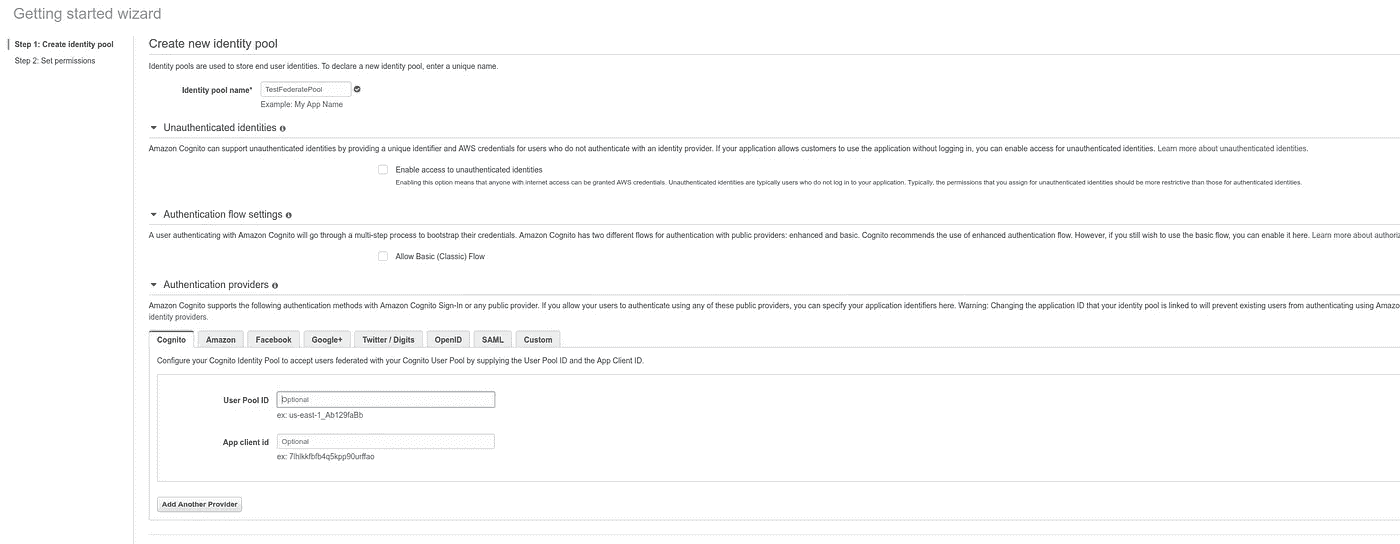 Getting started wizard
Step 1: Create identity pool
Step 2: Set permissions
Create new identity pool
Identity pools are used to store end user identities. To declare a new identity pool, enter a unique name.
Identity pool name* TestFederatePool
Example: My App Name
Unauthenticated identities
Amazon Cognito can support unauthenticated identities by providing a unique identifier and AWS credentials for users who do not authenticate with an identity provider. If your application allows customers to use the application without logging in, you can enable access for unauthenticated identities. Learn more about unauthenticated identities.
Enable access to unauthenticated identities
Enabling this option means that anyone with internet access can be granted AWS credentials. Unauthenticated identities are typically users who do not log in to your application. Typically, the permissions that you assign for unauthenticated identities should be more restrictive than those for authenticated identities.
Authentication flow settings
A user authenticating with Amazon Cognito will go through a multi-step process to bootstrap their credentials. Amazon Cognito has two different flows for authentication with public providers: enhanced and basic. Cognito recommends the use of enhanced authentication flow. However, if you still wish to use the basic flow, you can enable it here. Learn more about authoriz
Allow Basic (Classic) Flow
Authentication providers
Amazon Cognito supports the following authentication methods with Amazon Cognito Sign-In or any public provider. If you allow your users to authenticate using any of these public providers, you can specify your application identifiers here. Warning: Changing the application ID that your identity pool is linked to will prevent existing users from authenticating using Amazo
identity providers.
Cognito Amazon Facebook Google+ Twitter / Digits OpenID SAML Custom
Configure your Cognito Identity Pool to accept users federated with your Cognito User Pool by supplying the User Pool ID and the App Client ID.
User Pool ID Optional
ex: us-east-1_Ab129faBb
App client id Optional
ex: 7lhlkkfbfb4q5kpp90urffao
Add Another Provider